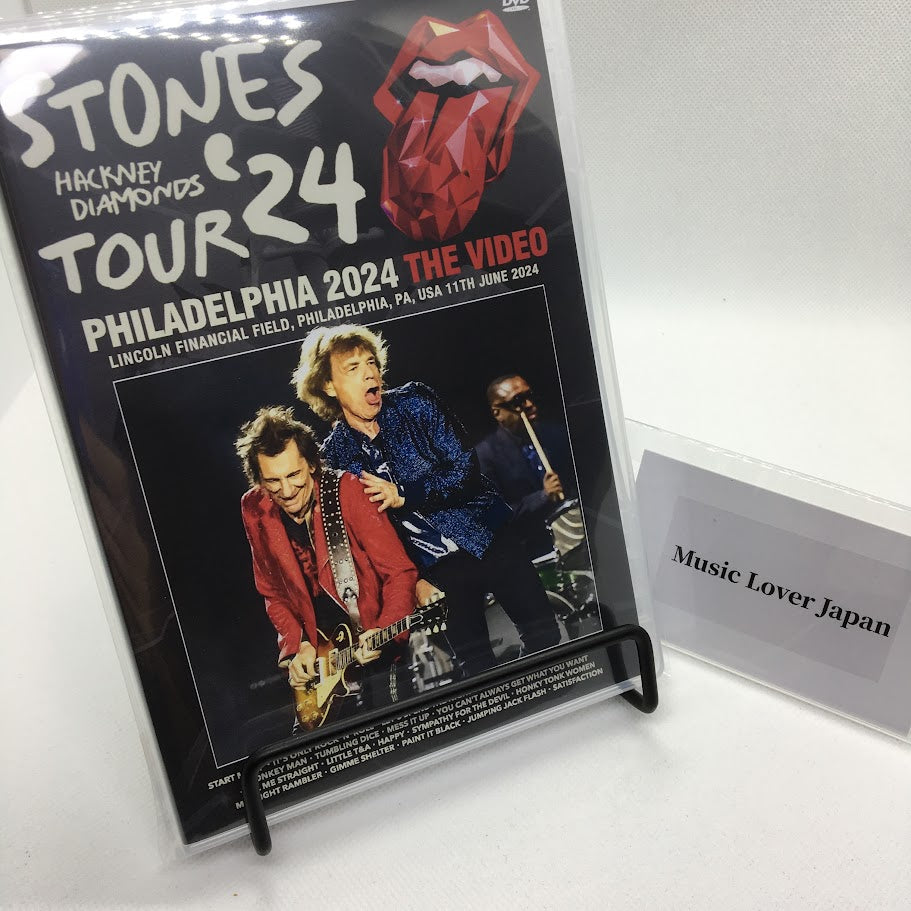 DVD
STONES
HACKNEY
DIAMONDS
TOUR '24
PHILADELPHIA 2024 THE VIDEO
LINCOLN FINANCIAL FIELD, PHILADELPHIA, PA, USA 11TH JUNE 2024
START IT'S ONLY ROCK 'N' ROLL YOU CAN'T ALWAYS GET WHAT YOU WANT
MONKEY MAN · TUMBLING DICE · MESS IT UP · HONKY TONK WOMEN
ME STRAIGHT · LITTLE T&A · HAPPY · SYMPATHY FOR THE DEVIL · JUMPING JACK FLASH · SATISFACTION
RAMBLER · GIMME SHELTER · PAINT IT BLACK
Music Lover Japan